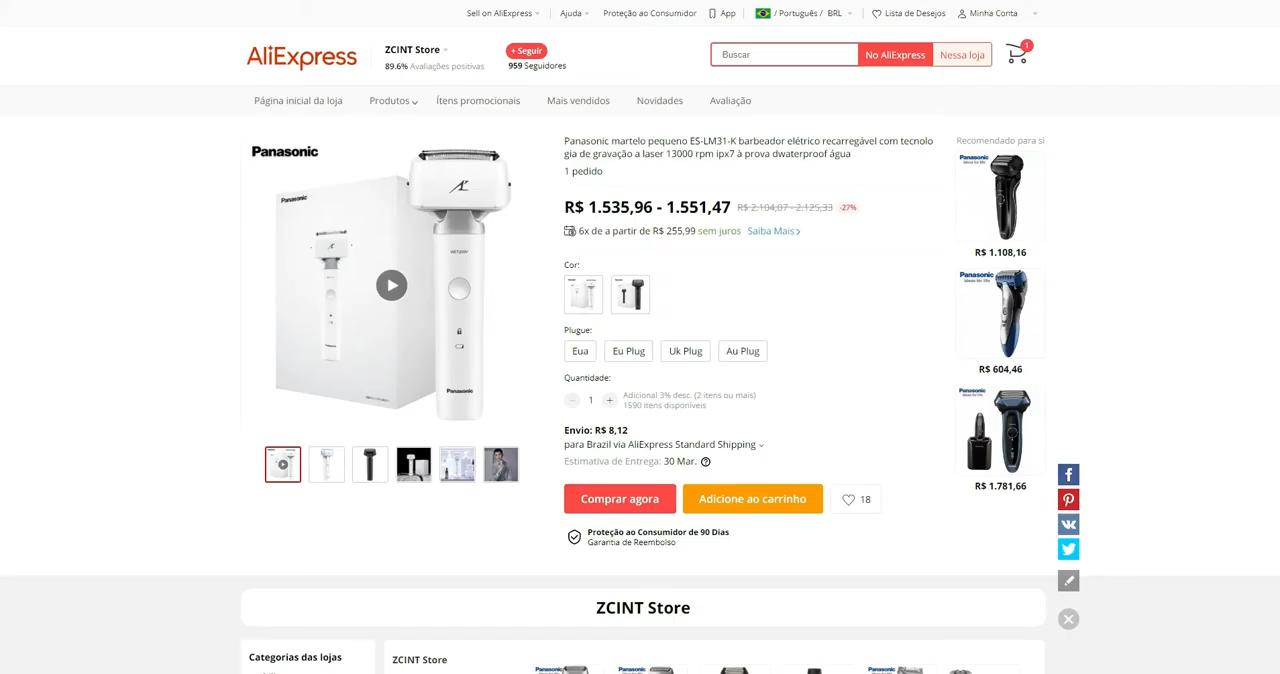 Sell on AliExpress
Ajuda
Proteção ao Consumidor
App
/ Português / BRL
Lista de Desejos
Minha Conta
AliExpress
ZCINT Store
89.6% Avaliações positivas
+ Seguir
959 Seguidores
Buscar
No AliExpress
Nessa loja
1
Página inicial da loja
Produtos
Ítens promocionais
Mais vendidos
Novidades
Avaliação
Panasonic
Panasonic
Panasonic
Panasonic martelo pequeno ES-LM31-K barbeador elétrico recarregável com tecnolo
gia de gravação a laser 13000 rpm ipx7 à prova dwaterproof água
1 pedido
R$ 1.535,96 - 1.551,47 R$ 2.104,07 - 2.125,33 -27%
6x de a partir de R$ 255,99 sem juros Saiba Mais
Cor:
Plugue:
Eua
Eu Plug
Uk Plug
Au Plug
Quantidade:
− 1 +
Adicional 3% desc. (2 itens ou mais)
1590 itens disponíveis
Envio: R$ 8,12
para Brazil via AliExpress Standard Shipping
Estimativa de Entrega: 30 Mar.
Comprar agora
Adicione ao carrinho
18
Proteção ao Consumidor de 90 Dias
Garantia de Reembolso
Recomendado para si
Panasonic
R$ 1.108,16
Panasonic
R$ 604,46
Panasonic
R$ 1.781,66
ZCINT Store
Categorias das lojas
ZCINT Store
Panasonic
Panasonic
Panasonic